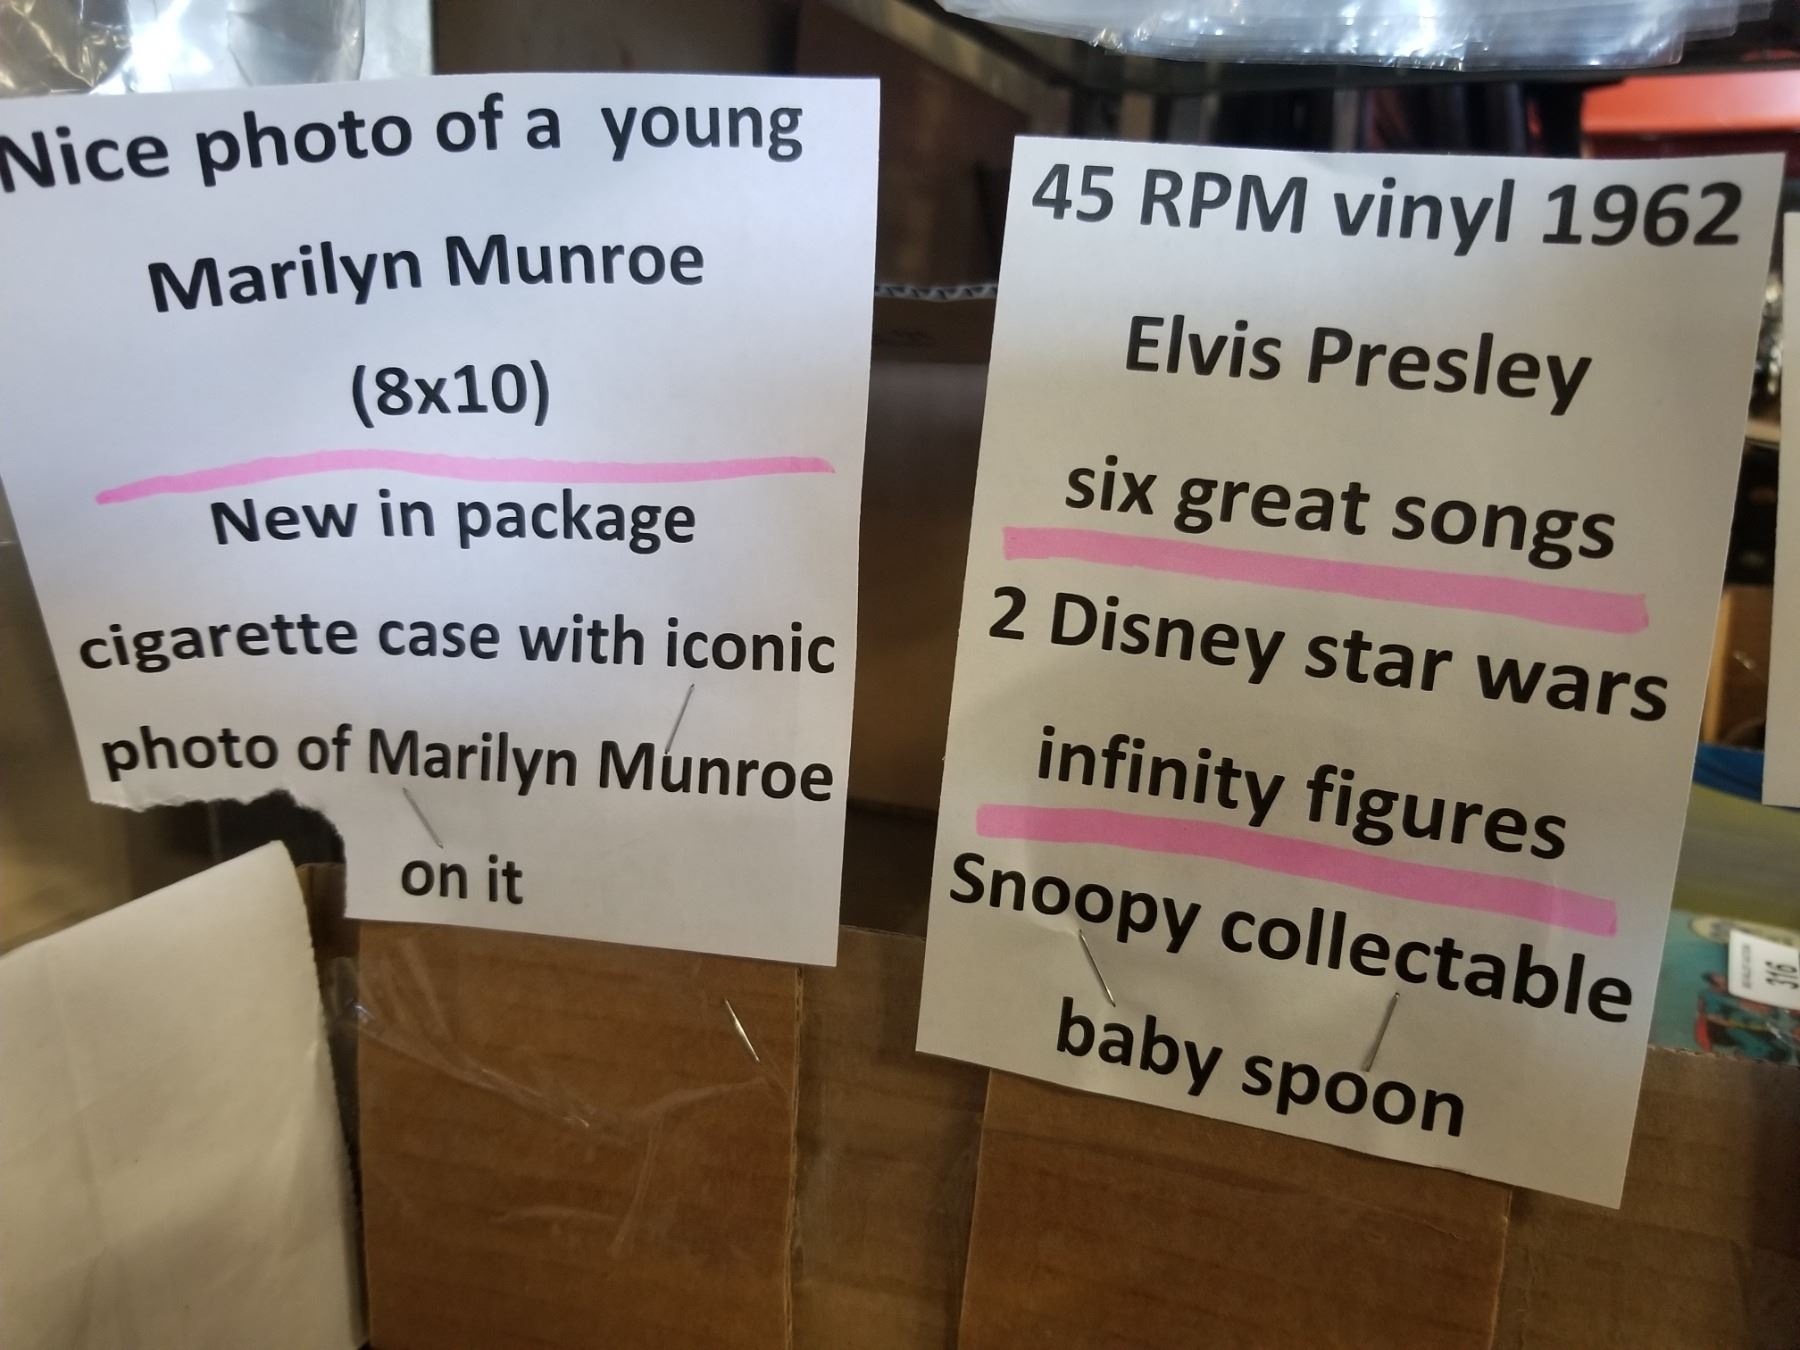 Nice photo of a young
Marilyn Munroe
(8x10)
New in package
cigarette case with iconic
photo of Marilyn Munroe
on it
45 RPM vinyl 1962
Elvis Presley
six great songs
2 Disney star wars
infinity figures
Snoopy collectable
baby spoon
316